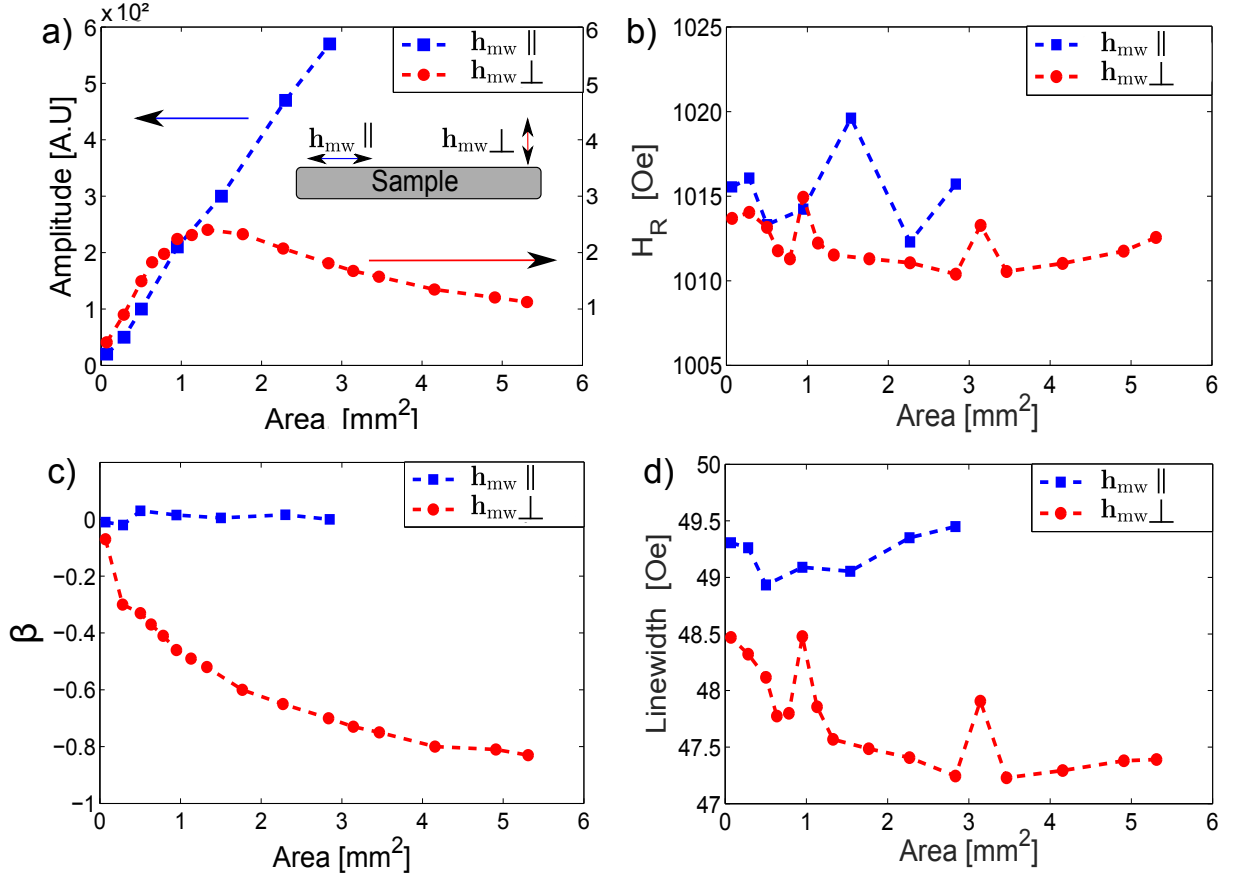 a)
×10²
6
5
4
3
2
1
0
Amplitude [A.U]
h_mw ||
h_mw ⊥
6
5
4
3
2
1
h_mw || h_mw ⊥
Sample
0 1 2 3 4 5 6
Area [mm²]
b)
1025
1020
1015
1010
1005
H_R [Oe]
h_mw ||
h_mw ⊥
0 1 2 3 4 5 6
Area [mm²]
c)
0
−0.2
−0.4
−0.6
−0.8
−1
β
h_mw ||
h_mw ⊥
0 1 2 3 4 5 6
Area [mm²]
d)
50
49.5
49
48.5
48
47.5
47
Linewidth [Oe]
h_mw ||
h_mw ⊥
0 1 2 3 4 5 6
Area [mm²]